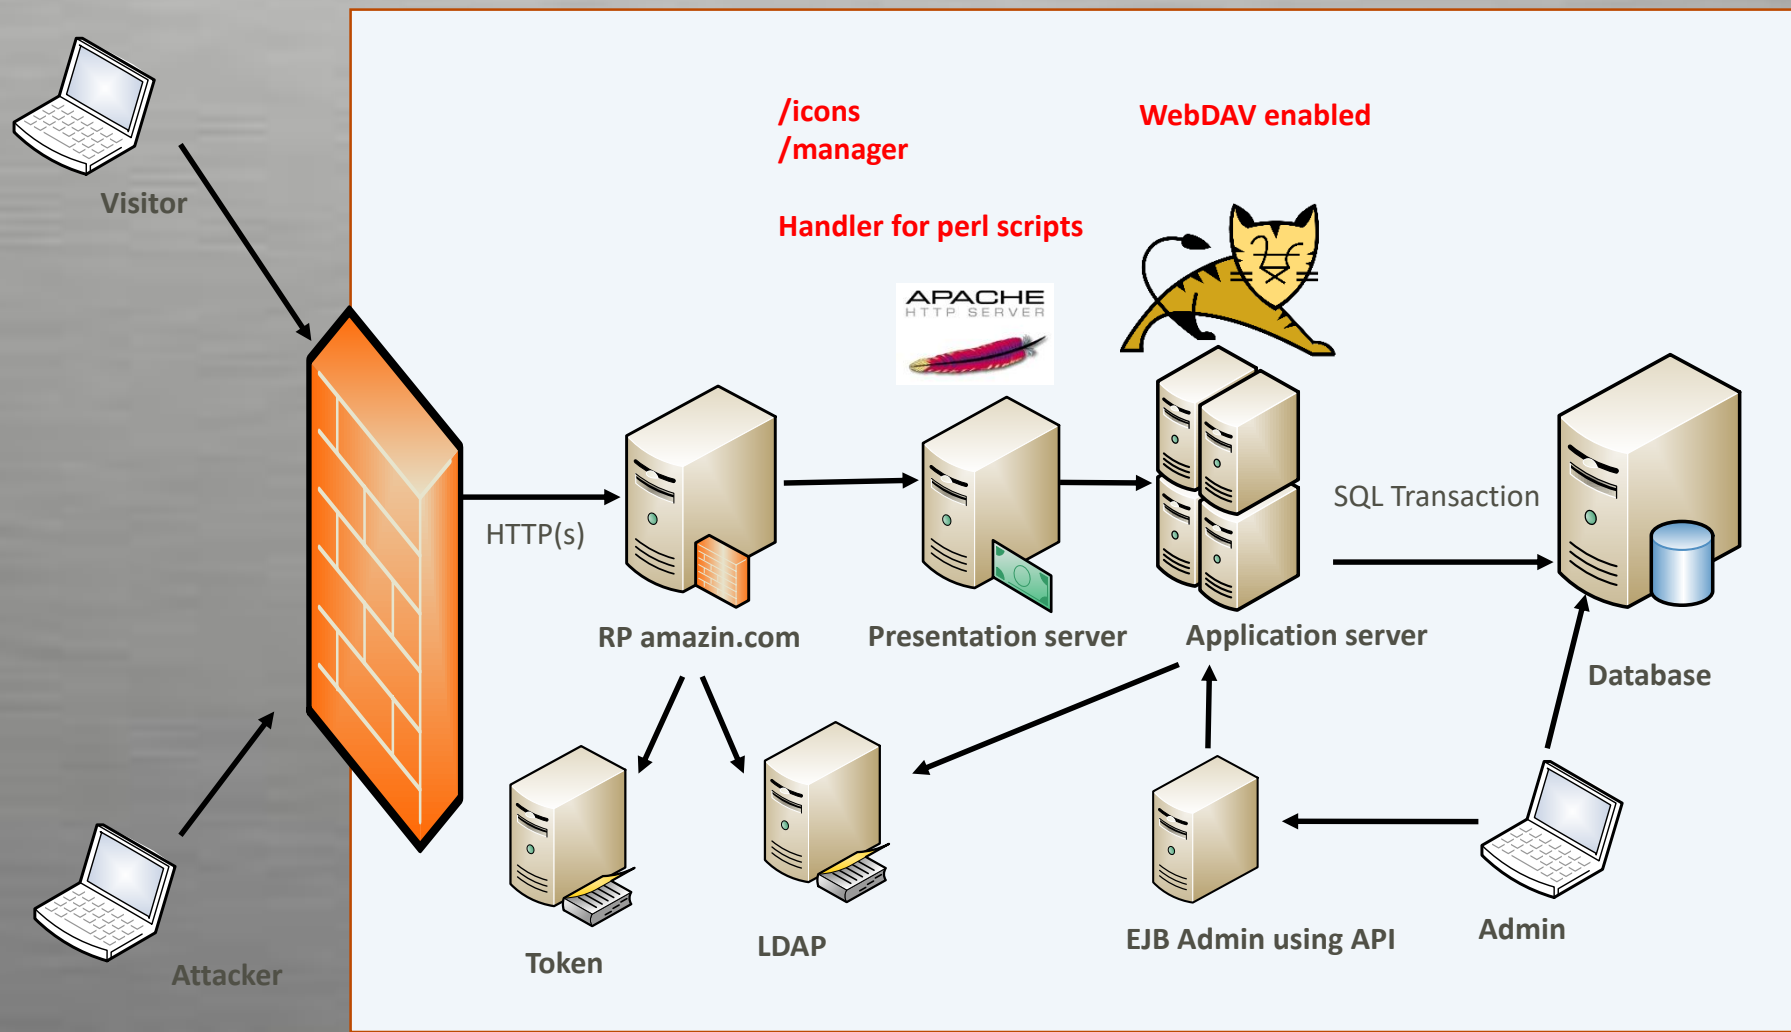 /icons
/manager
WebDAV enabled
Visitor
Handler for perl scripts
APACHE
HTTP SERVER
SQL Transaction
HTTP(s)
RP amazin.com
Presentation server
Application server
Database
Token
LDAP
EJB Admin using API
Admin
Attacker